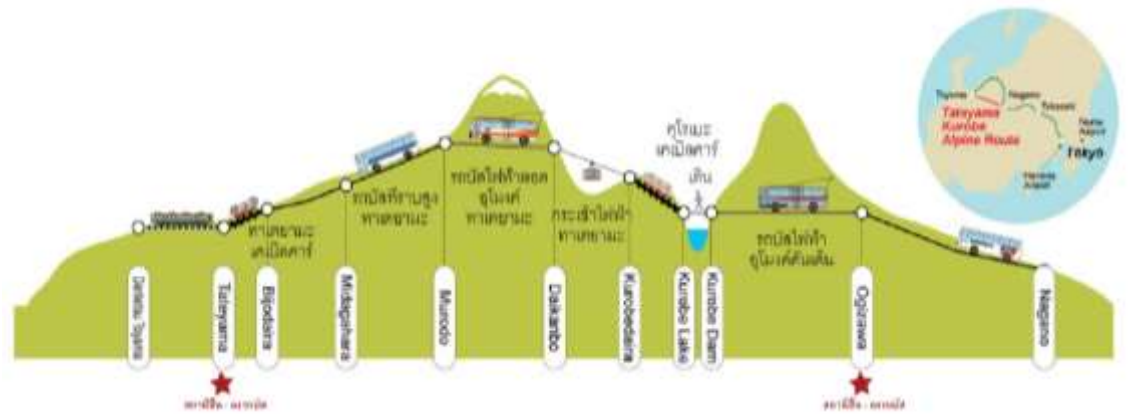 Toyama
Nagano
Takasaki
Tateyama
Kurobe
Alpine Route
Narita
Airport
Tokyo
Haneda
Airport
คุโรเบะ
เคเบิลคาร์
เดิน
ทาเคยามะ
เคเบิลคาร์
รถบัสที่ราบสูง
ทาเคยามะ
รถบัสไฟฟ้าลอด
อุโมงค์
ทาเคยามะ
กระเช้าไฟฟ้า
ทาเคยามะ
รถบัสไฟฟ้า
อุโมงค์คันเด็น
Dentetsu Toyama
Tateyama
Bijodaira
Midagahara
Murodo
Daikanbo
Kurobedaira
Kurobe Lake
Kurobe Dam
Ogizawa
Nagano